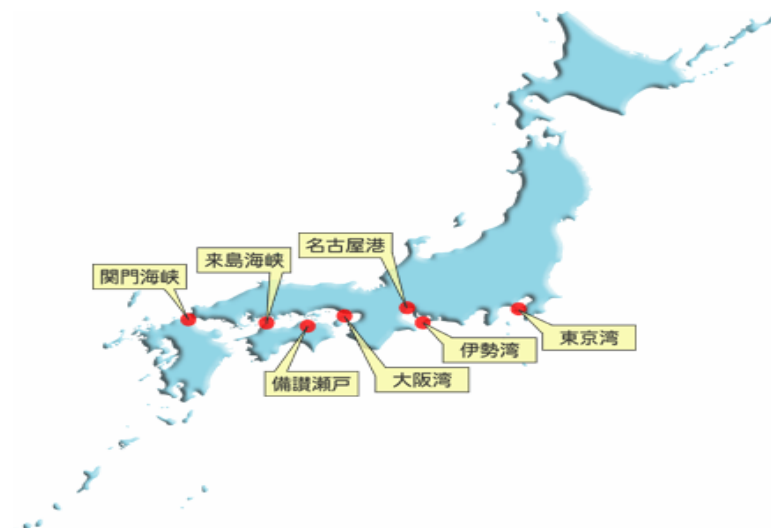 名古屋港
来島海峡
関門海峡
東京湾
伊勢湾
大阪湾
備讃瀬戸